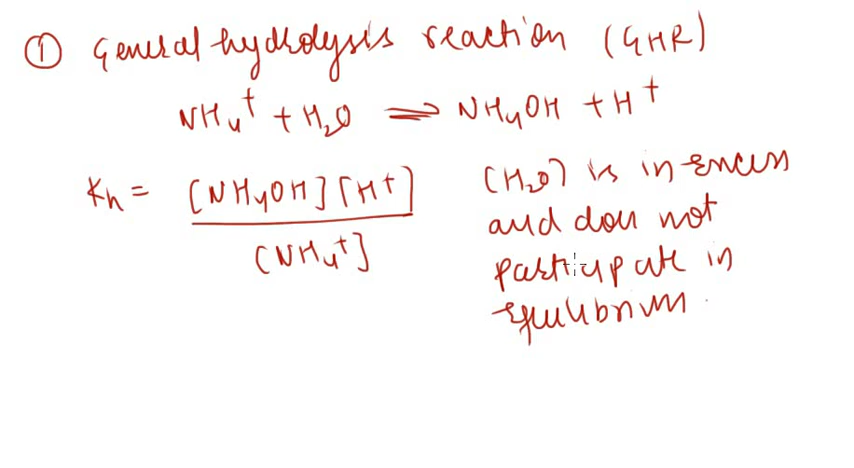 ① General hydrolysis reaction (GHR)
NH₄⁺ + H₂O ⇌ NH₄OH + H⁺
Kh = [NH₄OH][H⁺] / [NH₄⁺]
[H₂O] is in excess
and does not
participate in
equilibrium.